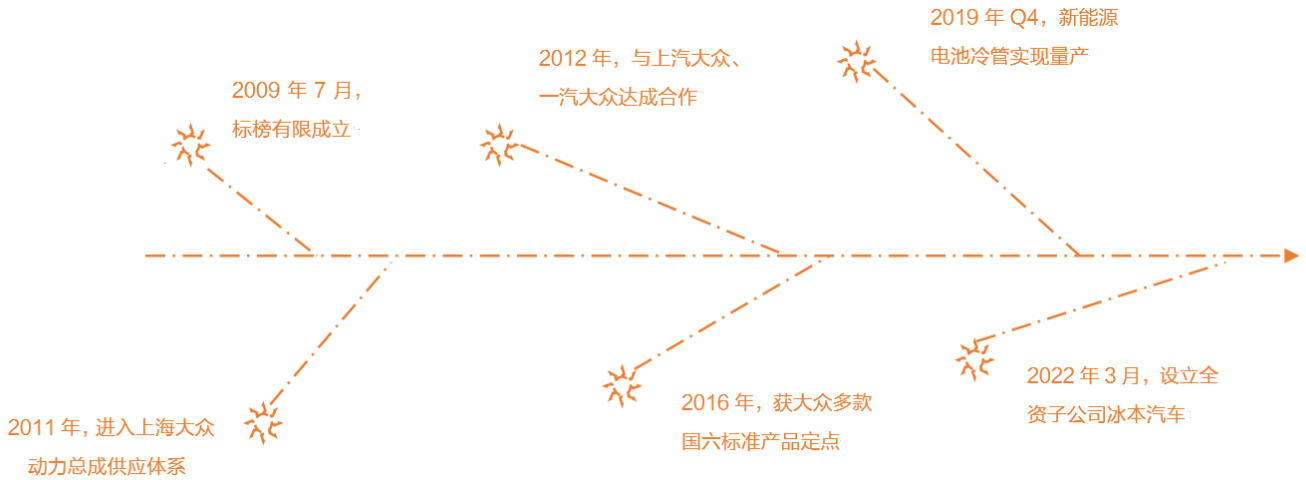 2009 年 7 月，
标榜有限成立
2011 年，进入上海大众
动力总成供应体系
2012 年，与上汽大众、
一汽大众达成合作
2016 年，获大众多款
国六标准产品定点
2019 年 Q4，新能源
电池冷管实现量产
2022 年 3 月，设立全
资子公司冰本汽车